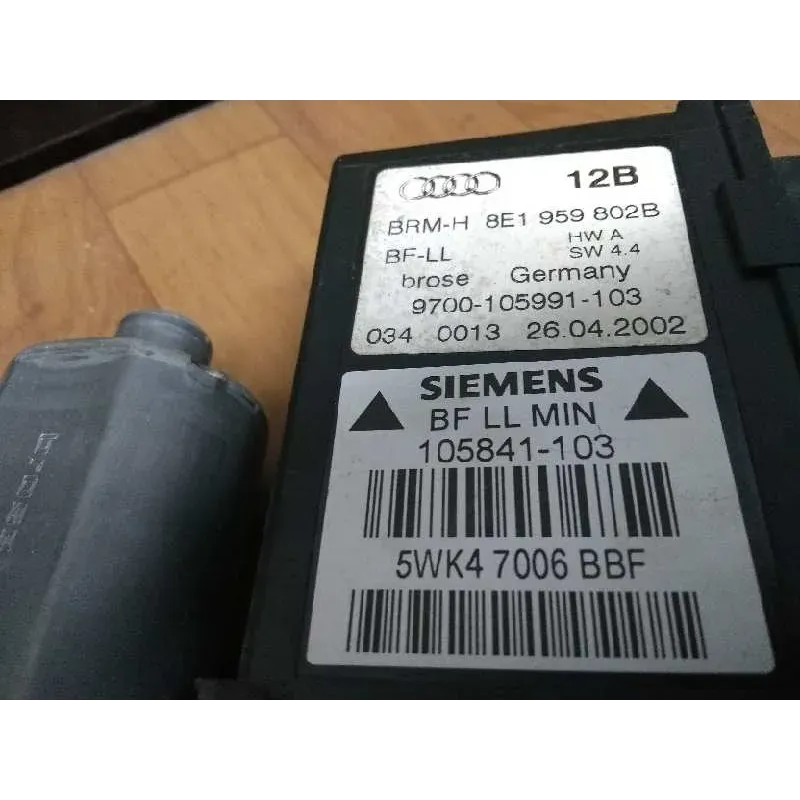 12B
BRM-H 8E1 959 802B
BF-LL HW A
SW 4.4
brose Germany
9700-105991-103
034 0013 26.04.2002
SIEMENS
BF LL MIN
105841-103
5WK4 7006 BBF